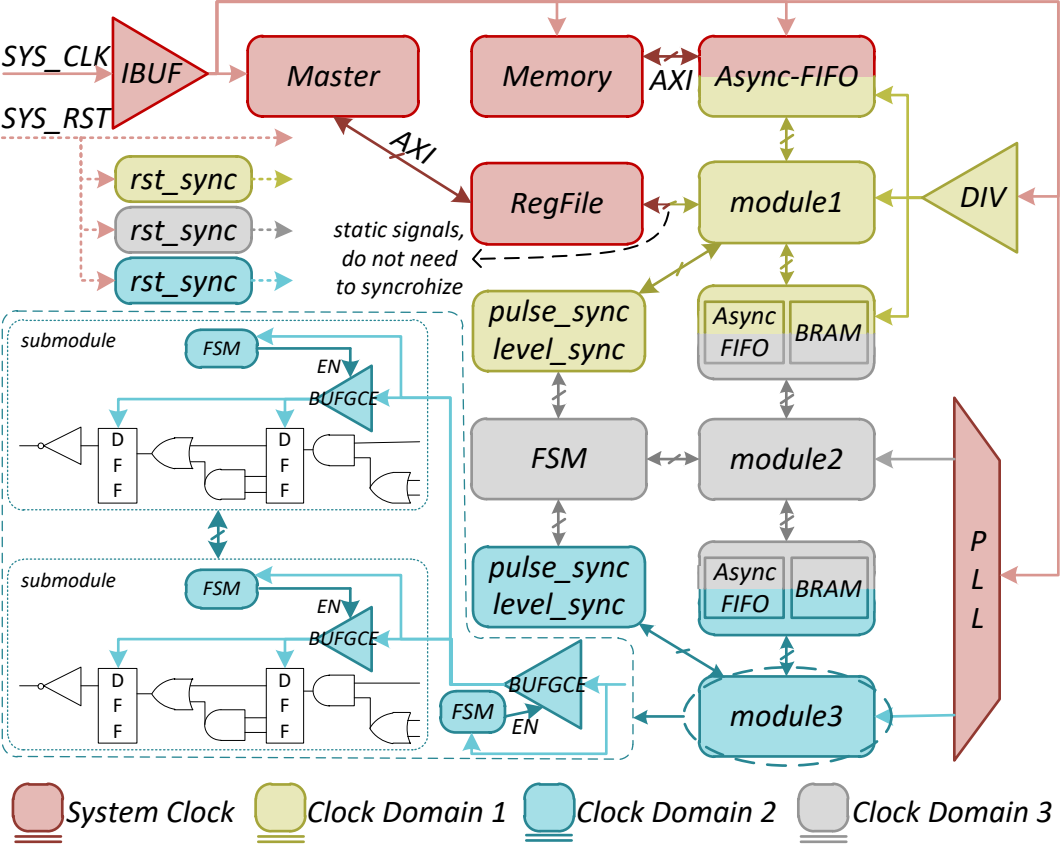 SYS_CLK
IBUF
Master
Memory
AXI
Async-FIFO
SYS_RST
AXI
rst_sync
rst_sync
rst_sync
RegFile
module1
DIV
static signals,
do not need
to syncrohize
pulse_sync
level_sync
Async
FIFO
BRAM
submodule
FSM
EN
BUFGCE
D
F
F
D
F
F
FSM
module2
P
L
L
submodule
FSM
EN
BUFGCE
D
F
F
D
F
F
pulse_sync
level_sync
Async
FIFO
BRAM
BUFGCE
FSM
EN
module3
System Clock
Clock Domain 1
Clock Domain 2
Clock Domain 3